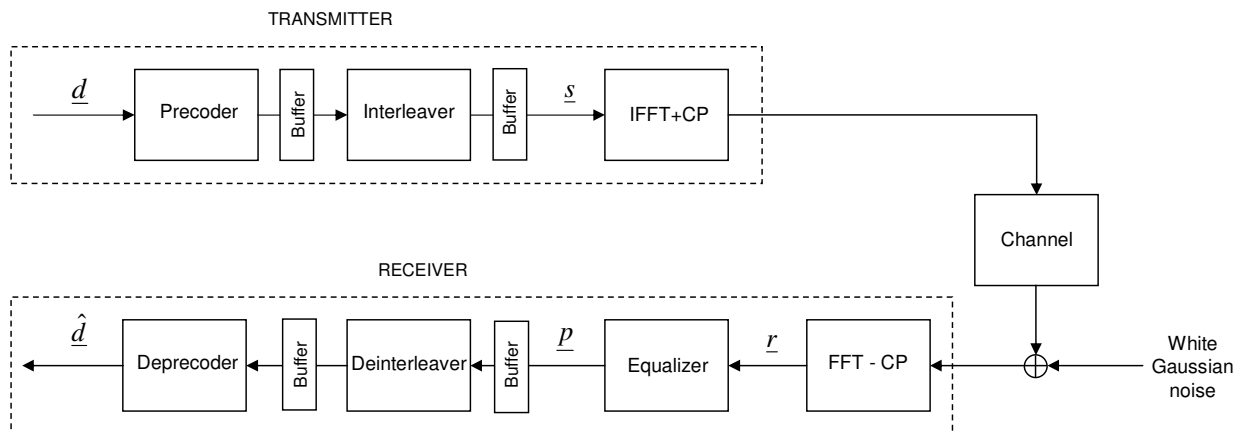 TRANSMITTER
d
Precoder
Buffer
Interleaver
Buffer
s
IFFT+CP
Channel
RECEIVER
d̂
Deprecoder
Buffer
Deinterleaver
Buffer
p
Equalizer
r
FFT - CP
White
Gaussian
noise